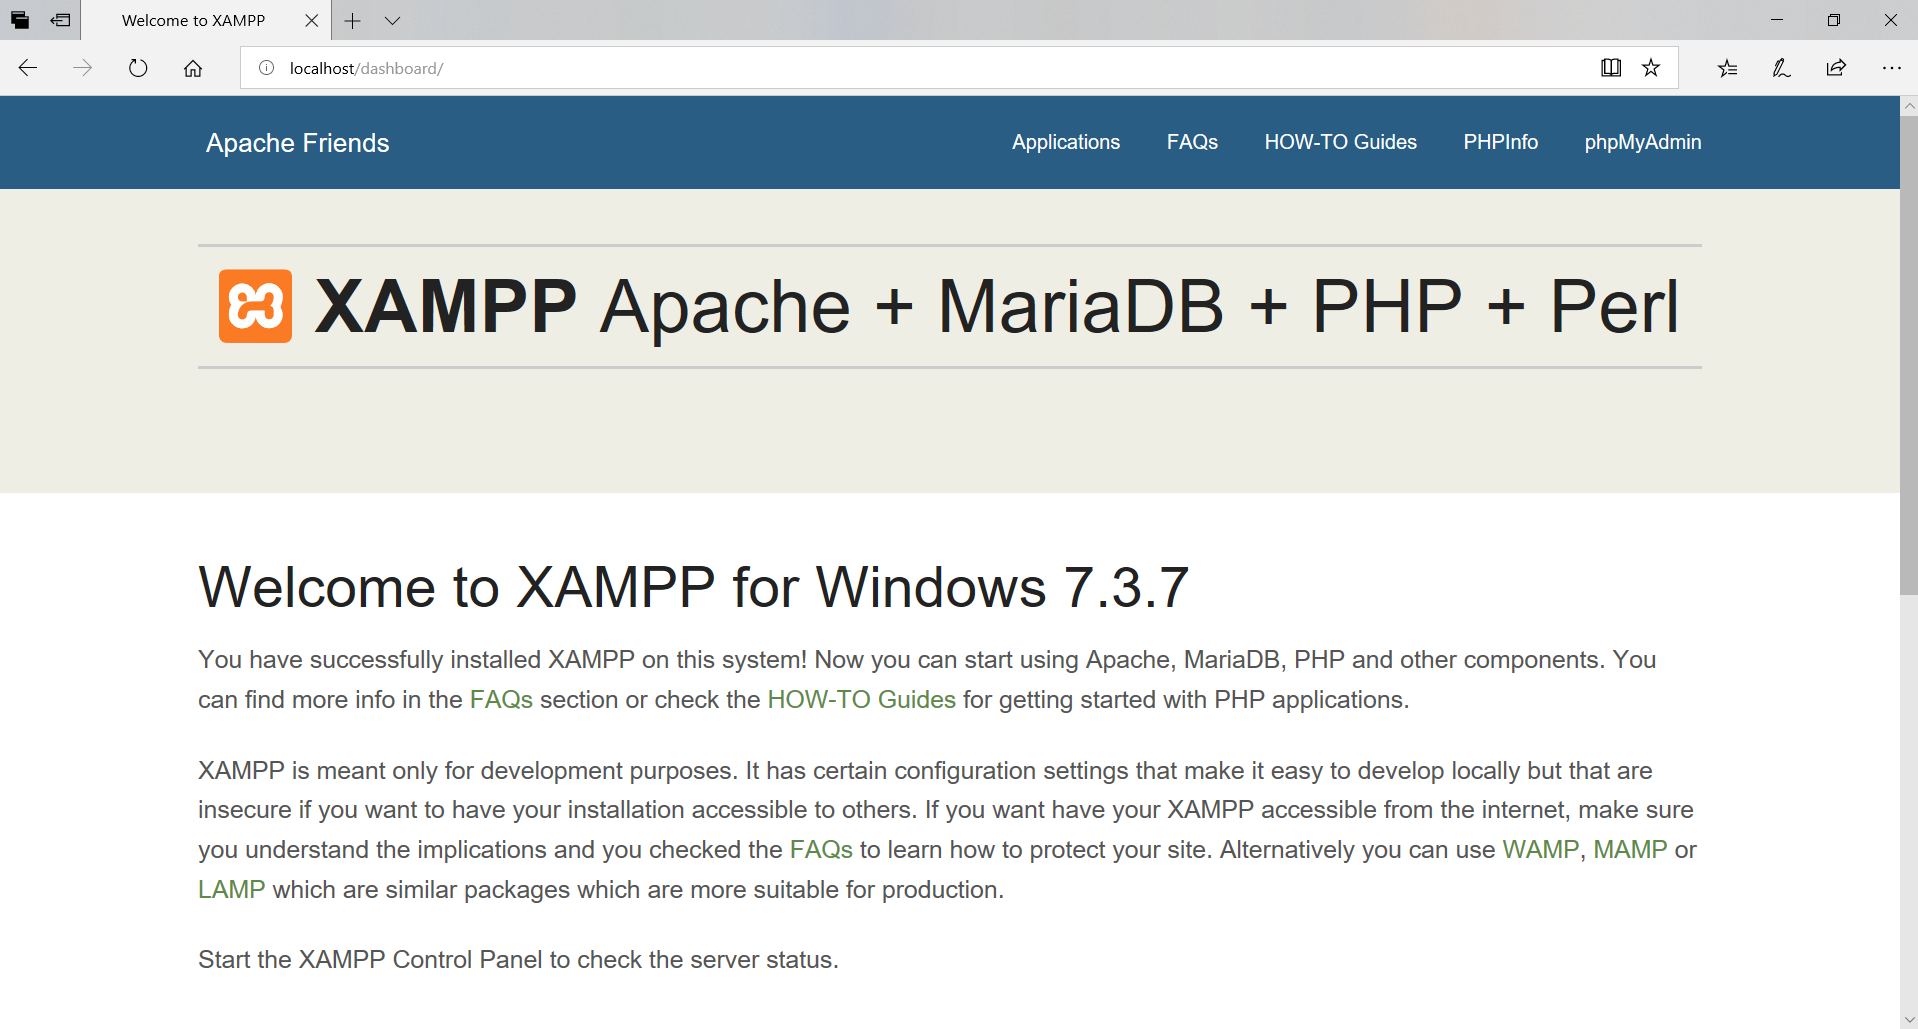 Welcome to XAMPP
localhost/dashboard/
Apache Friends
Applications
FAQs
HOW-TO Guides
PHPInfo
phpMyAdmin
XAMPP Apache + MariaDB + PHP + Perl
Welcome to XAMPP for Windows 7.3.7
You have successfully installed XAMPP on this system! Now you can start using Apache, MariaDB, PHP and other components. You
can find more info in the FAQs section or check the HOW-TO Guides for getting started with PHP applications.
XAMPP is meant only for development purposes. It has certain configuration settings that make it easy to develop locally but that are
insecure if you want to have your installation accessible to others. If you want have your XAMPP accessible from the internet, make sure
you understand the implications and you checked the FAQs to learn how to protect your site. Alternatively you can use WAMP, MAMP or
LAMP which are similar packages which are more suitable for production.
Start the XAMPP Control Panel to check the server status.